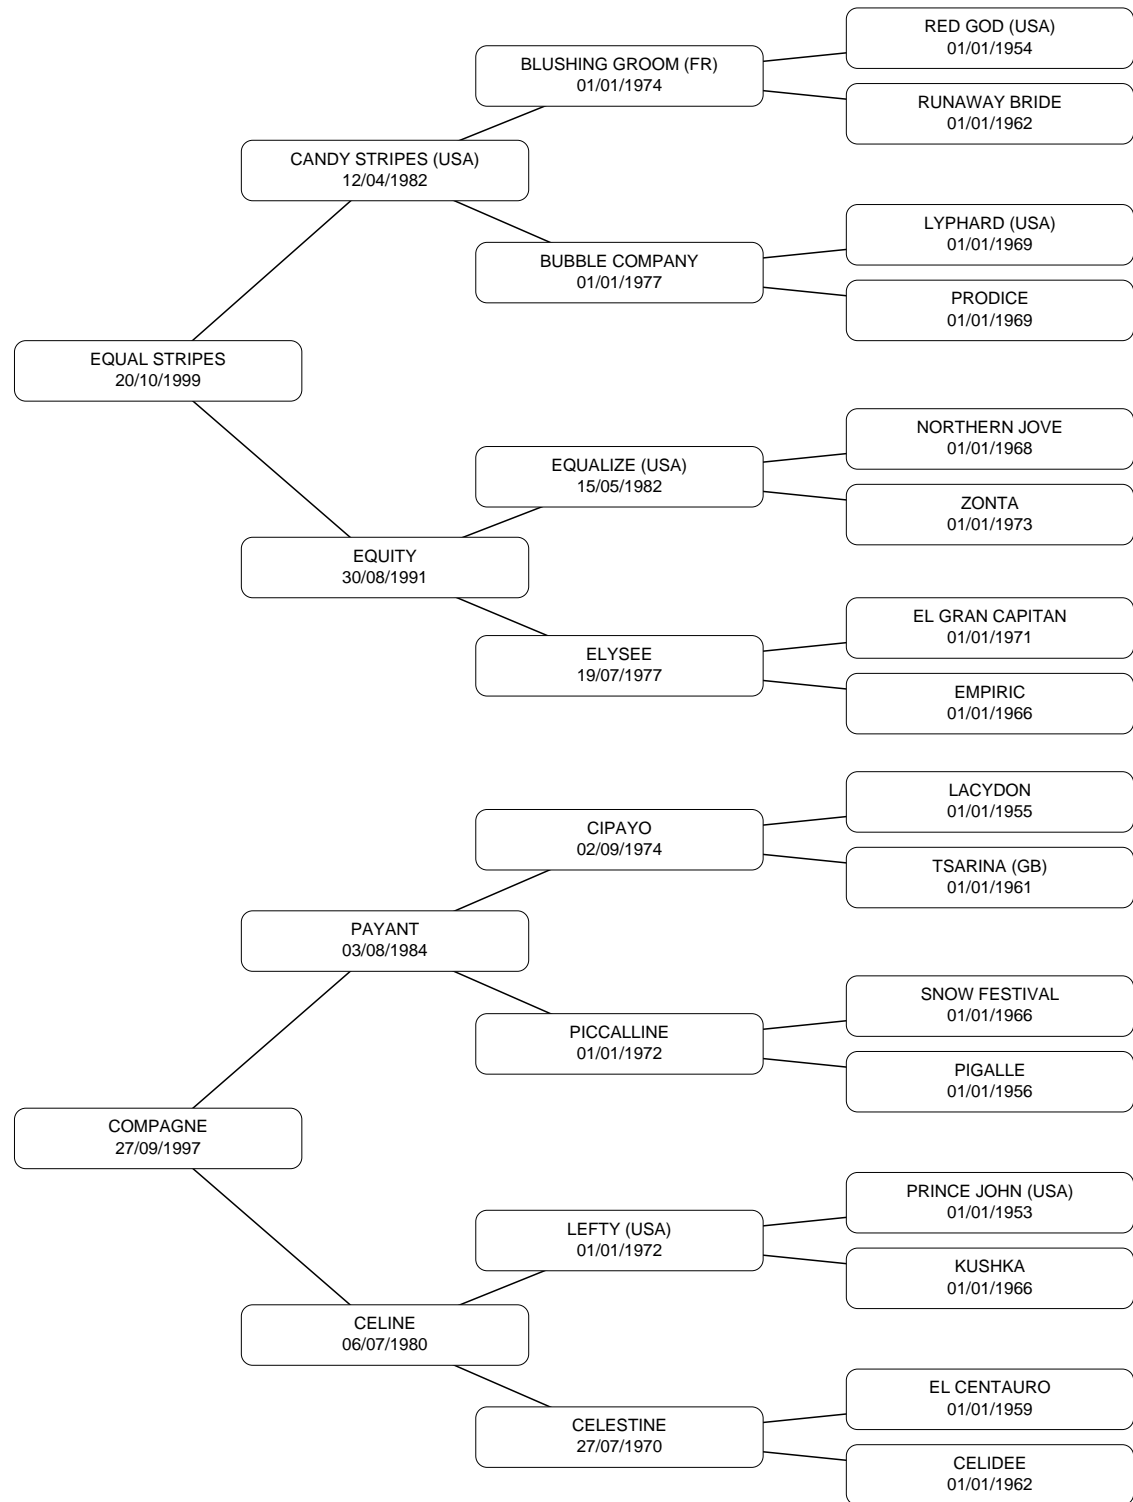 RED GOD (USA)
01/01/1954
BLUSHING GROOM (FR)
01/01/1974
RUNAWAY BRIDE
01/01/1962
CANDY STRIPES (USA)
12/04/1982
LYPHARD (USA)
01/01/1969
BUBBLE COMPANY
01/01/1977
PRODICE
01/01/1969
EQUAL STRIPES
20/10/1999
NORTHERN JOVE
01/01/1968
EQUALIZE (USA)
15/05/1982
ZONTA
01/01/1973
EQUITY
30/08/1991
EL GRAN CAPITAN
01/01/1971
ELYSEE
19/07/1977
EMPIRIC
01/01/1966
LACYDON
01/01/1955
CIPAYO
02/09/1974
TSARINA (GB)
01/01/1961
PAYANT
03/08/1984
SNOW FESTIVAL
01/01/1966
PICCALLINE
01/01/1972
PIGALLE
01/01/1956
COMPAGNE
27/09/1997
PRINCE JOHN (USA)
01/01/1953
LEFTY (USA)
01/01/1972
KUSHKA
01/01/1966
CELINE
06/07/1980
EL CENTAURO
01/01/1959
CELESTINE
27/07/1970
CELIDEE
01/01/1962